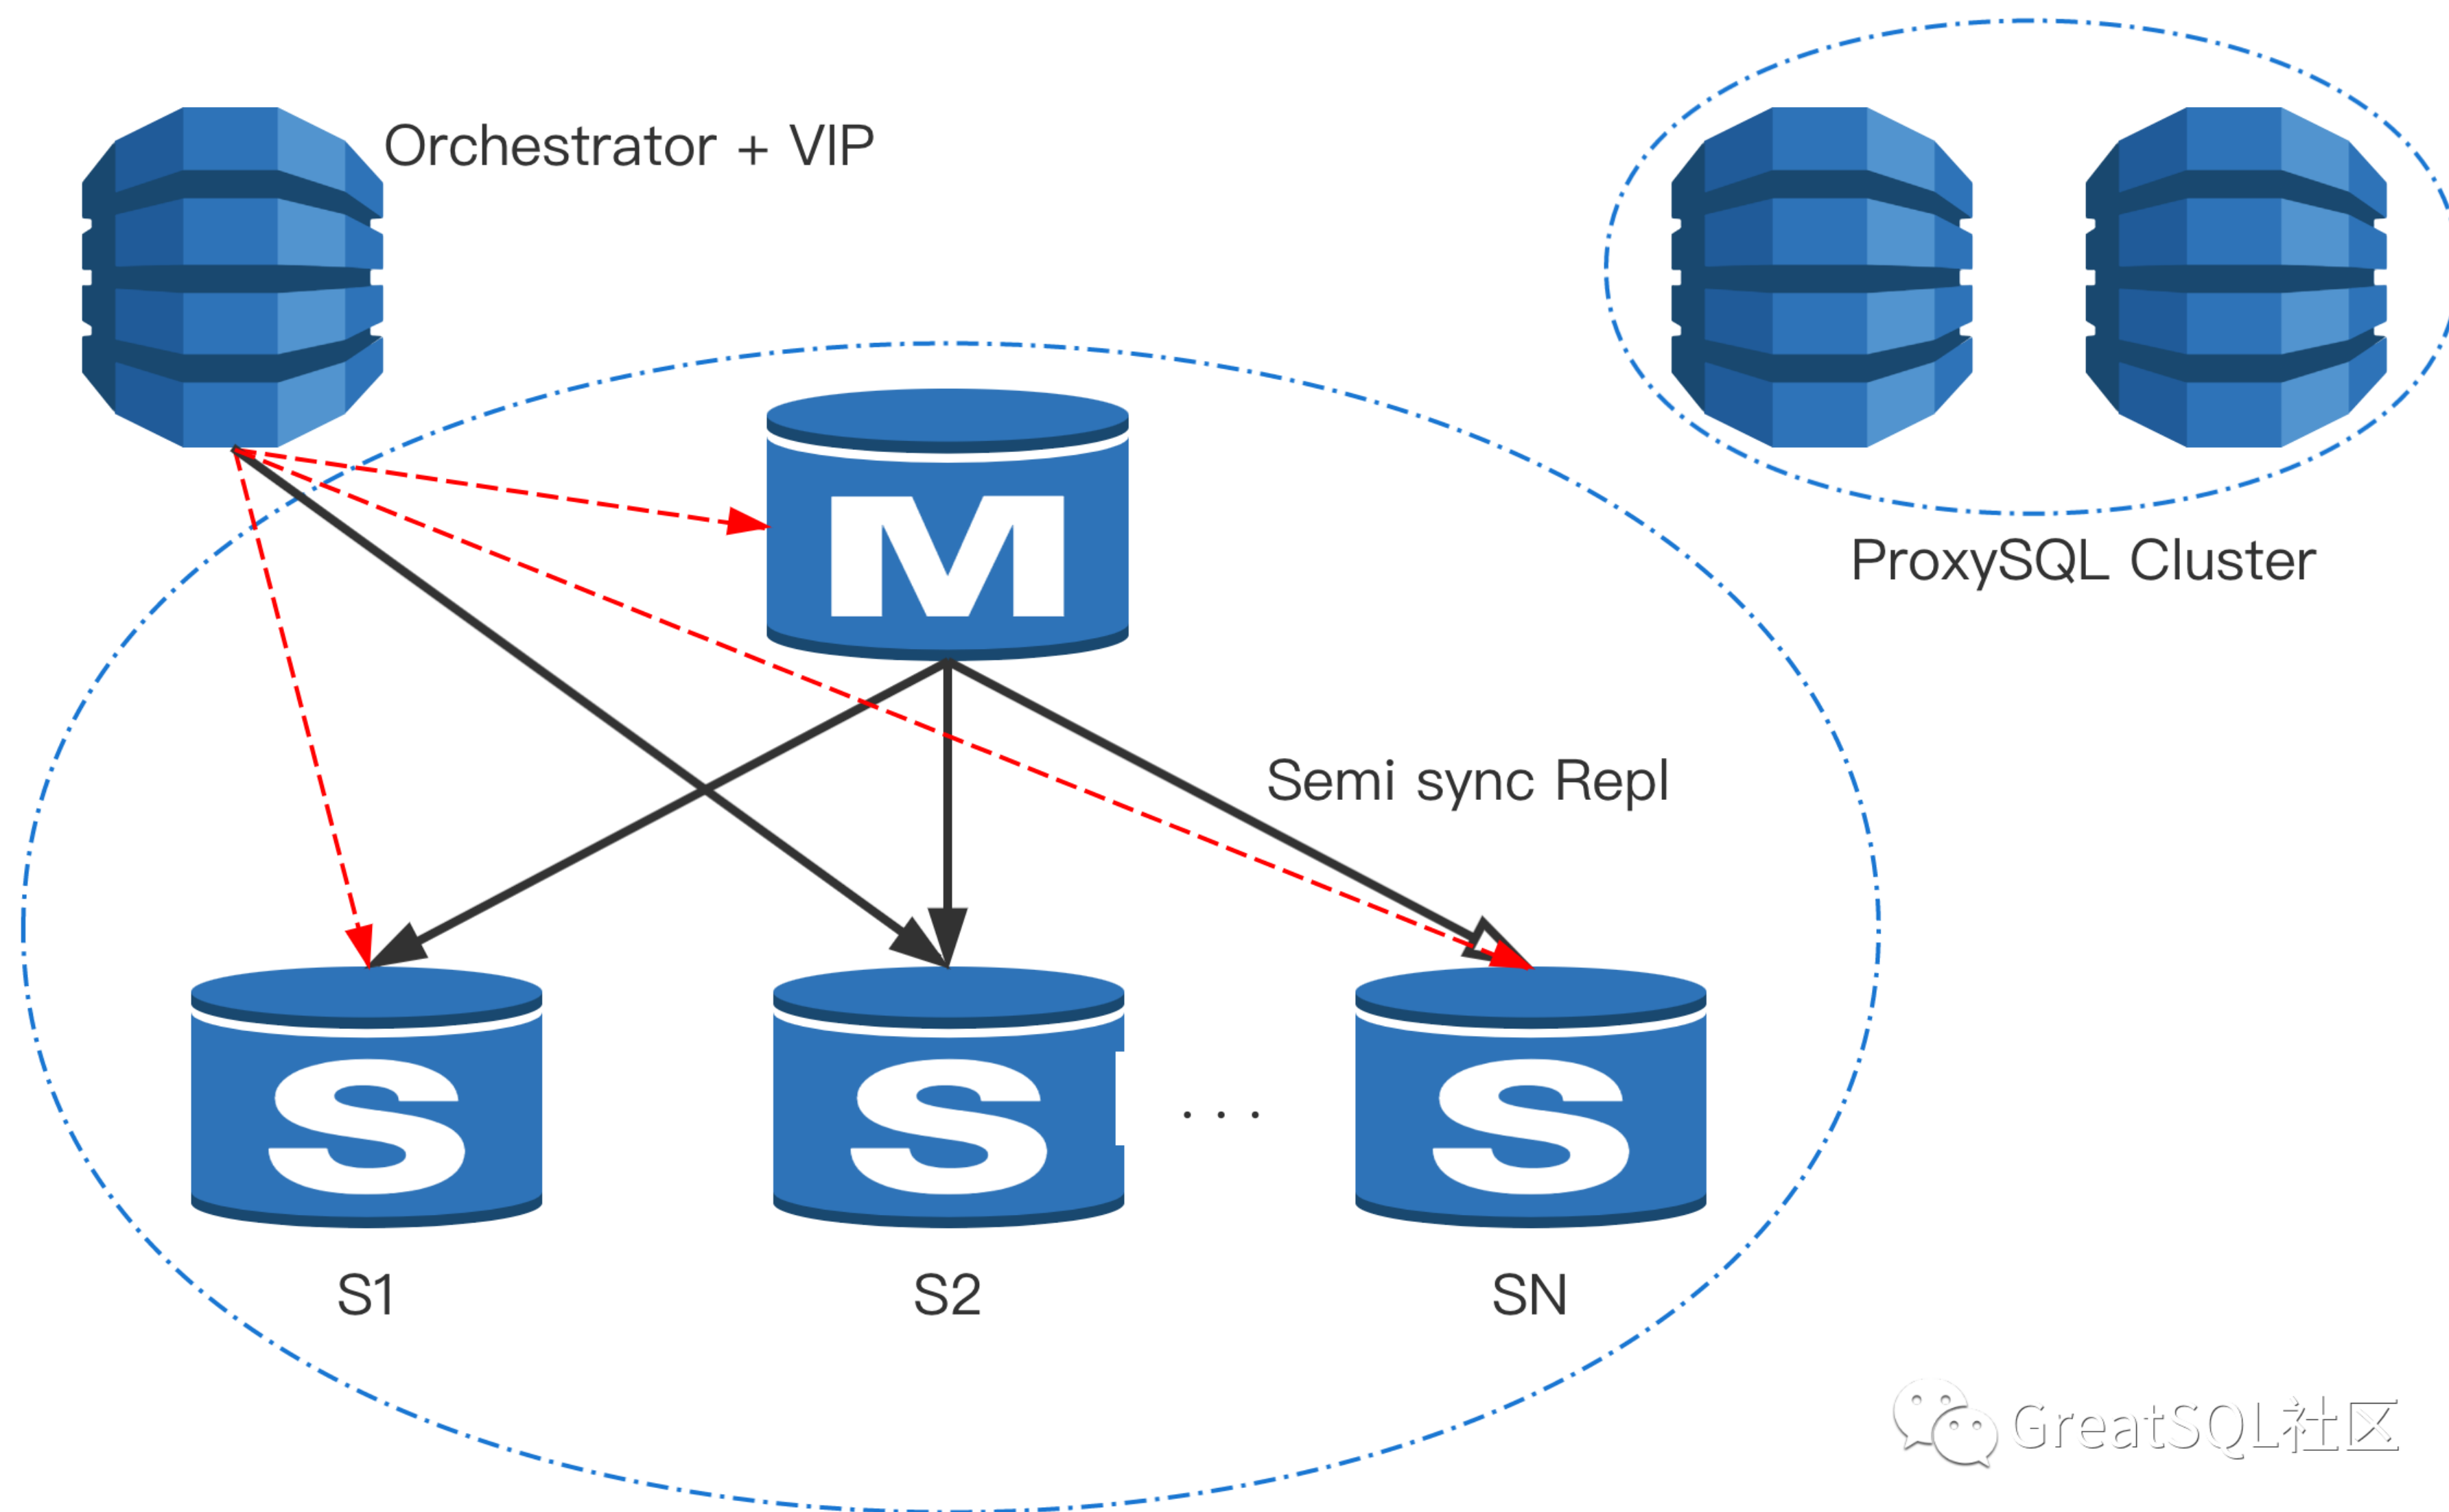 Orchestrator + VIP
ProxySQL Cluster
M
Semi sync Repl
S
S
. . .
S
S1
S2
SN
GreatSQL社区